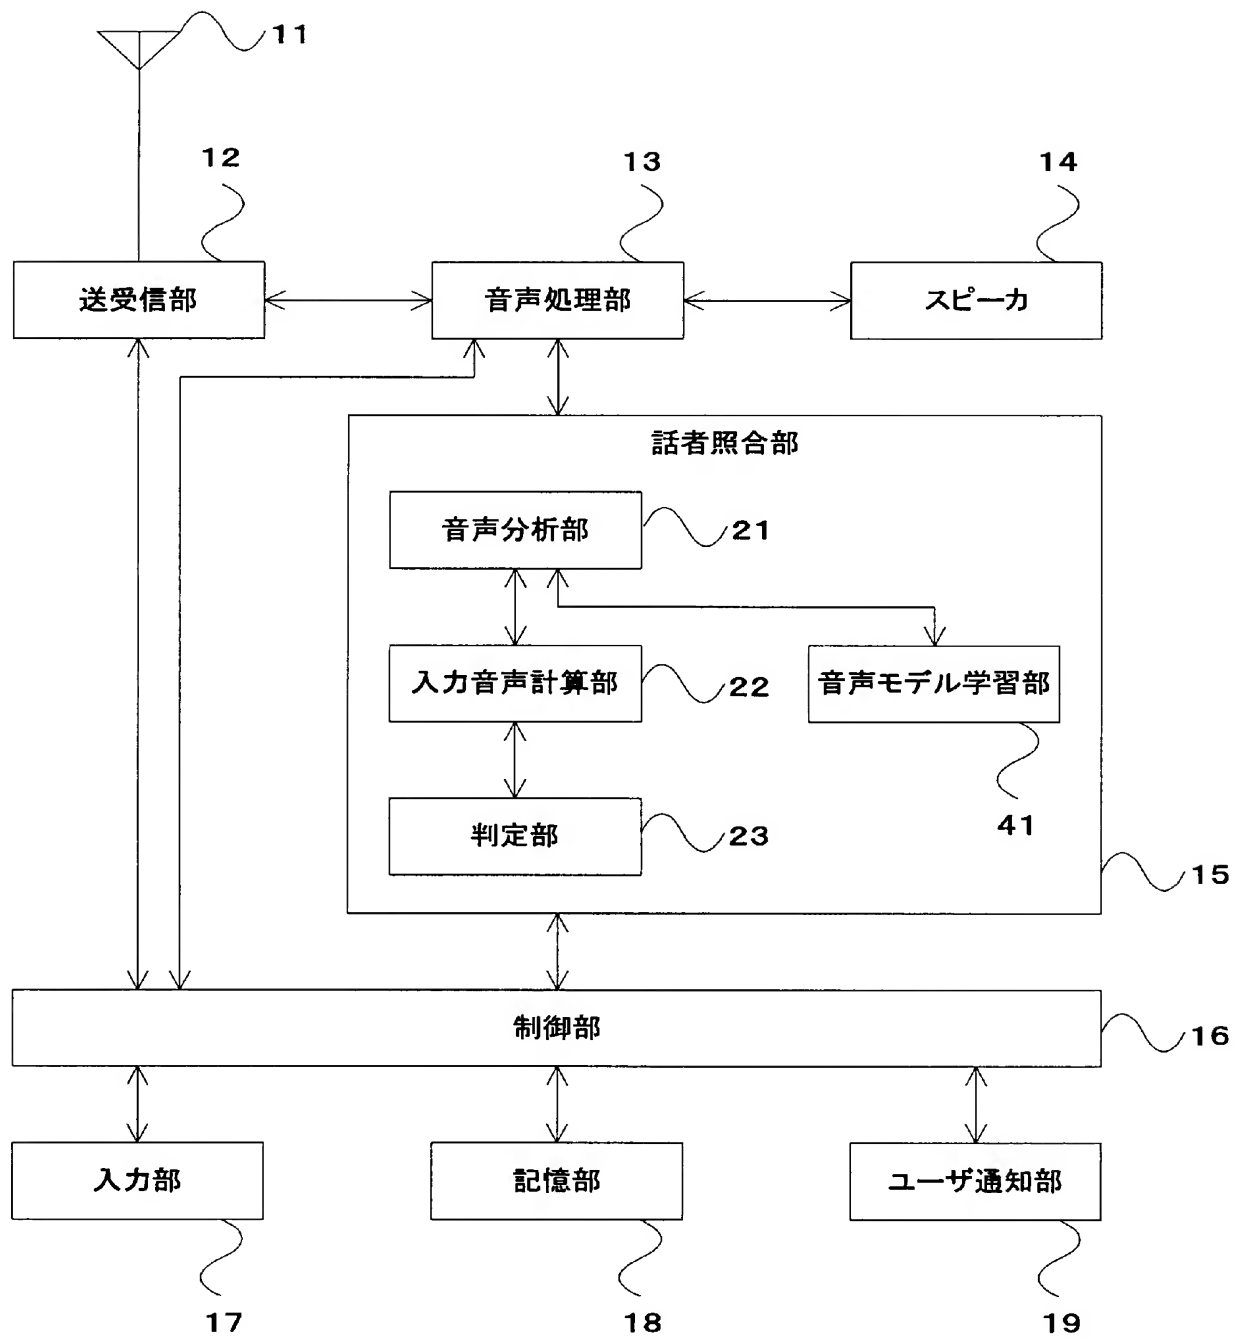 11
12
13
14
送受信部
音声処理部
スピーカ
話者照合部
音声分析部
21
入力音声計算部
22
音声モデル学習部
41
判定部
23
15
制御部
16
入力部
記憶部
ユーザ通知部
17
18
19